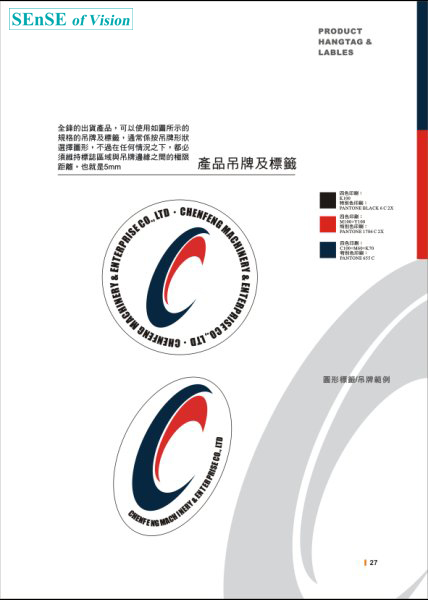 SEnSE of Vision
PRODUCT
HANGTAG &
LABLES
全鋒的出貨產品，可以使用如圖所示的
規格的吊牌及標籤，通常係按吊牌形狀
選擇圖形，不過在任何情況之下，都必
須維持標誌區域與吊牌邊緣之間的極限
距離，也就是5mm
產品吊牌及標籤
四色印刷：
K100
特別色印刷：
PANTONE BLACK 6 C 2X
四色印刷：
M100+Y100
特別色印刷：
PANTONE 1786 C 2X
四色印刷：
C100+M60+K70
特別色印刷：
PANTONE 655 C
CHENFENG MACHINERY & ENTERPRISE CO., LTD · CHENFENG MACHINERY & ENTERPRISE CO., LTD ·
圓形標籤/吊牌範例
CHENFENG MACHINERY & ENTERPRISE CO., LTD
27